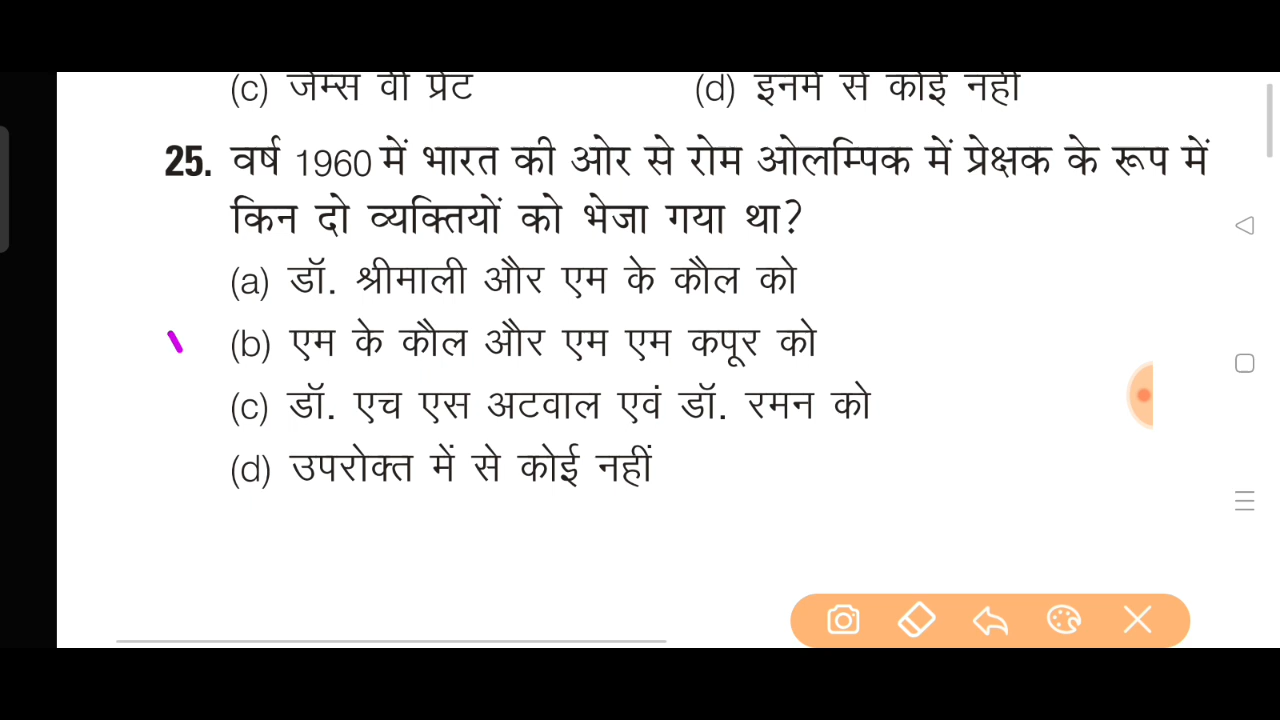 (c) जेम्स वी प्रेट (d) इनमें से कोई नहीं
25. वर्ष 1960 में भारत की ओर से रोम ओलम्पिक में प्रेक्षक के रूप में
किन दो व्यक्तियों को भेजा गया था?
(a) डॉ. श्रीमाली और एम के कौल को
(b) एम के कौल और एम एम कपूर को
(c) डॉ. एच एस अटवाल एवं डॉ. रमन को
(d) उपरोक्त में से कोई नहीं